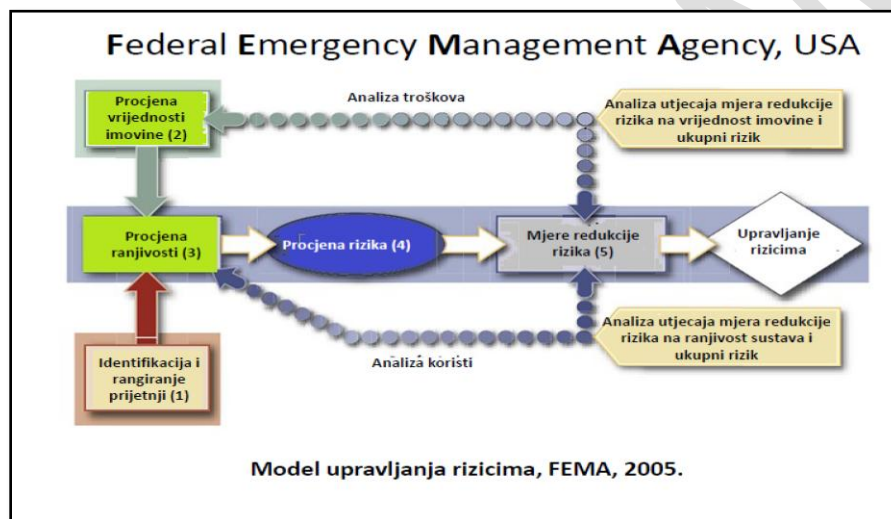 Federal Emergency Management Agency, USA
Procjena
vrijednosti
imovine (2)
Analiza troškova
Analiza utjecaja mjera redukcije
rizika na vrijednost imovine i
ukupni rizik
Procjena
ranjivosti (3)
Procjena rizika (4)
Mjere redukcije
rizika (5)
Upravljanje
rizicima
Identifikacija i
rangiranje
prijetnji (1)
Analiza koristi
Analiza utjecaja mjera redukcije
rizika na ranjivost sustava i
ukupni rizik
Model upravljanja rizicima, FEMA, 2005.